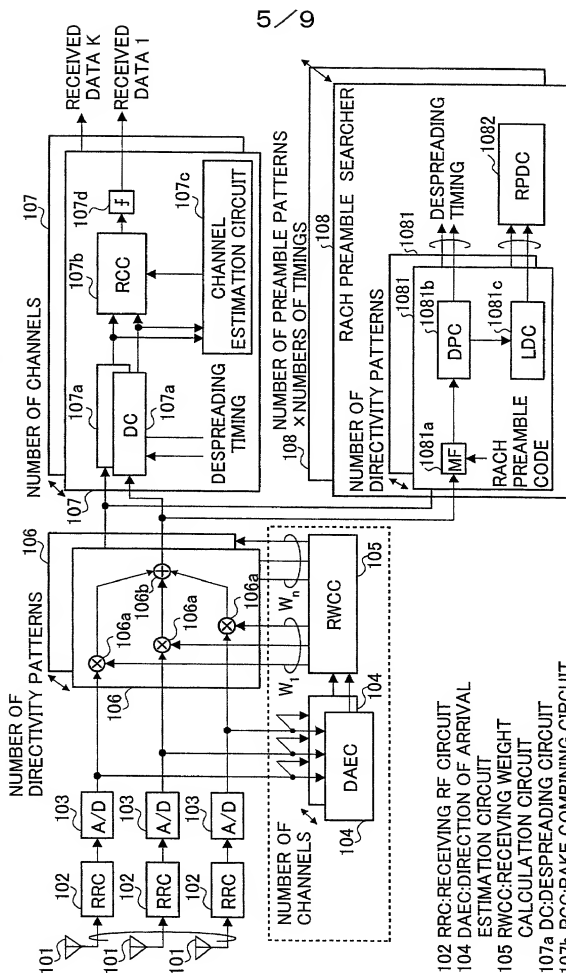 5/9
NUMBER OF
DIRECTIVITY PATTERNS
101
101
101
102
RRC
102
RRC
102
RRC
103
A/D
103
A/D
103
A/D
106
106
106a
106a
106a
106b
W1
Wn
NUMBER OF
CHANNELS
104
104
DAEC
105
RWCC
NUMBER OF CHANNELS
107
107
107a
107a
DC
DESPREADING
TIMING
107b
RCC
107c
CHANNEL
ESTIMATION CIRCUIT
107d
RECEIVED
DATA K
RECEIVED
DATA 1
NUMBER OF PREAMBLE PATTERNS
× NUMBERS OF TIMINGS
108
108
RACH PREAMBLE SEARCHER
NUMBER OF
DIRECTIVITY PATTERNS
1081
1081
1081a
MF
RACH
PREAMBLE
CODE
1081b
DPC
1081c
LDC
DESPREADING
TIMING
1082
RPDC
102 RRC:RECEIVING RF CIRCUIT
104 DAEC:DIRECTION OF ARRIVAL
ESTIMATION CIRCUIT
105 RWCC:RECEIVING WEIGHT
CALCULATION CIRCUIT
107a DC:DESPREADING CIRCUIT
107b RCC:RAKE COMBINING CIRCUIT